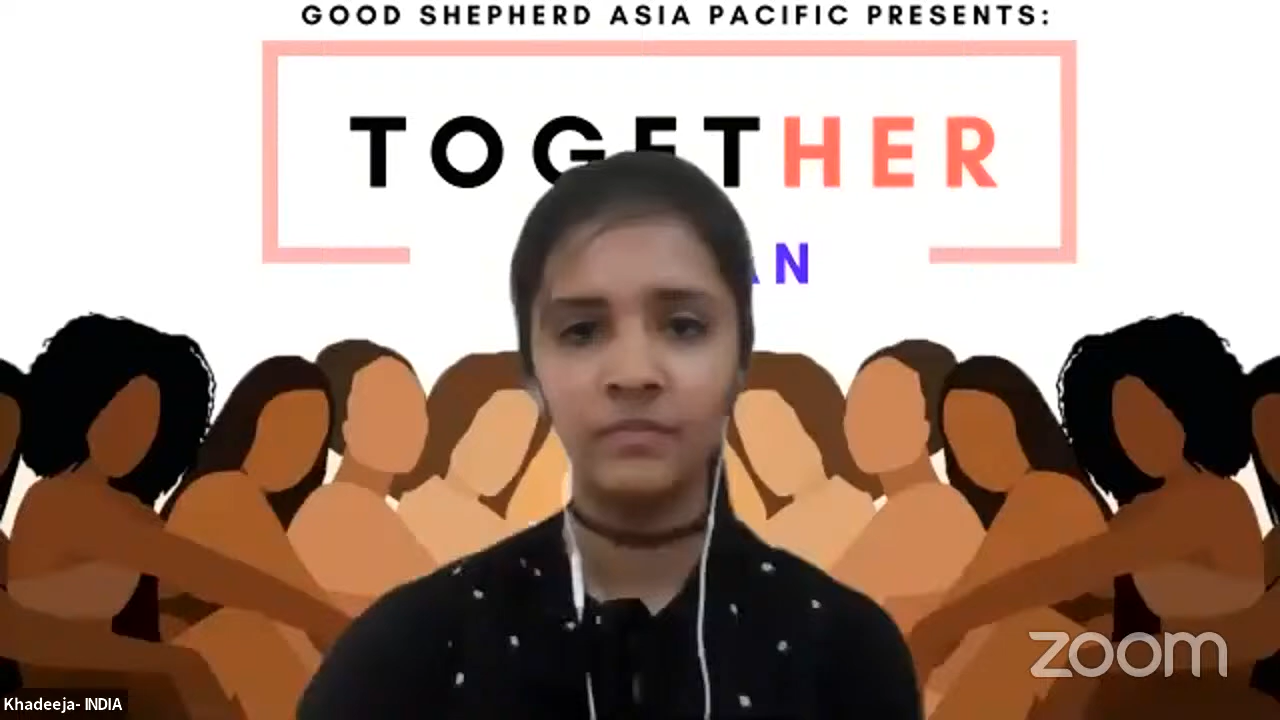 GOOD SHEPHERD ASIA PACIFIC PRESENTS:
TOGETHER
zoom
Khadeeja- INDIA